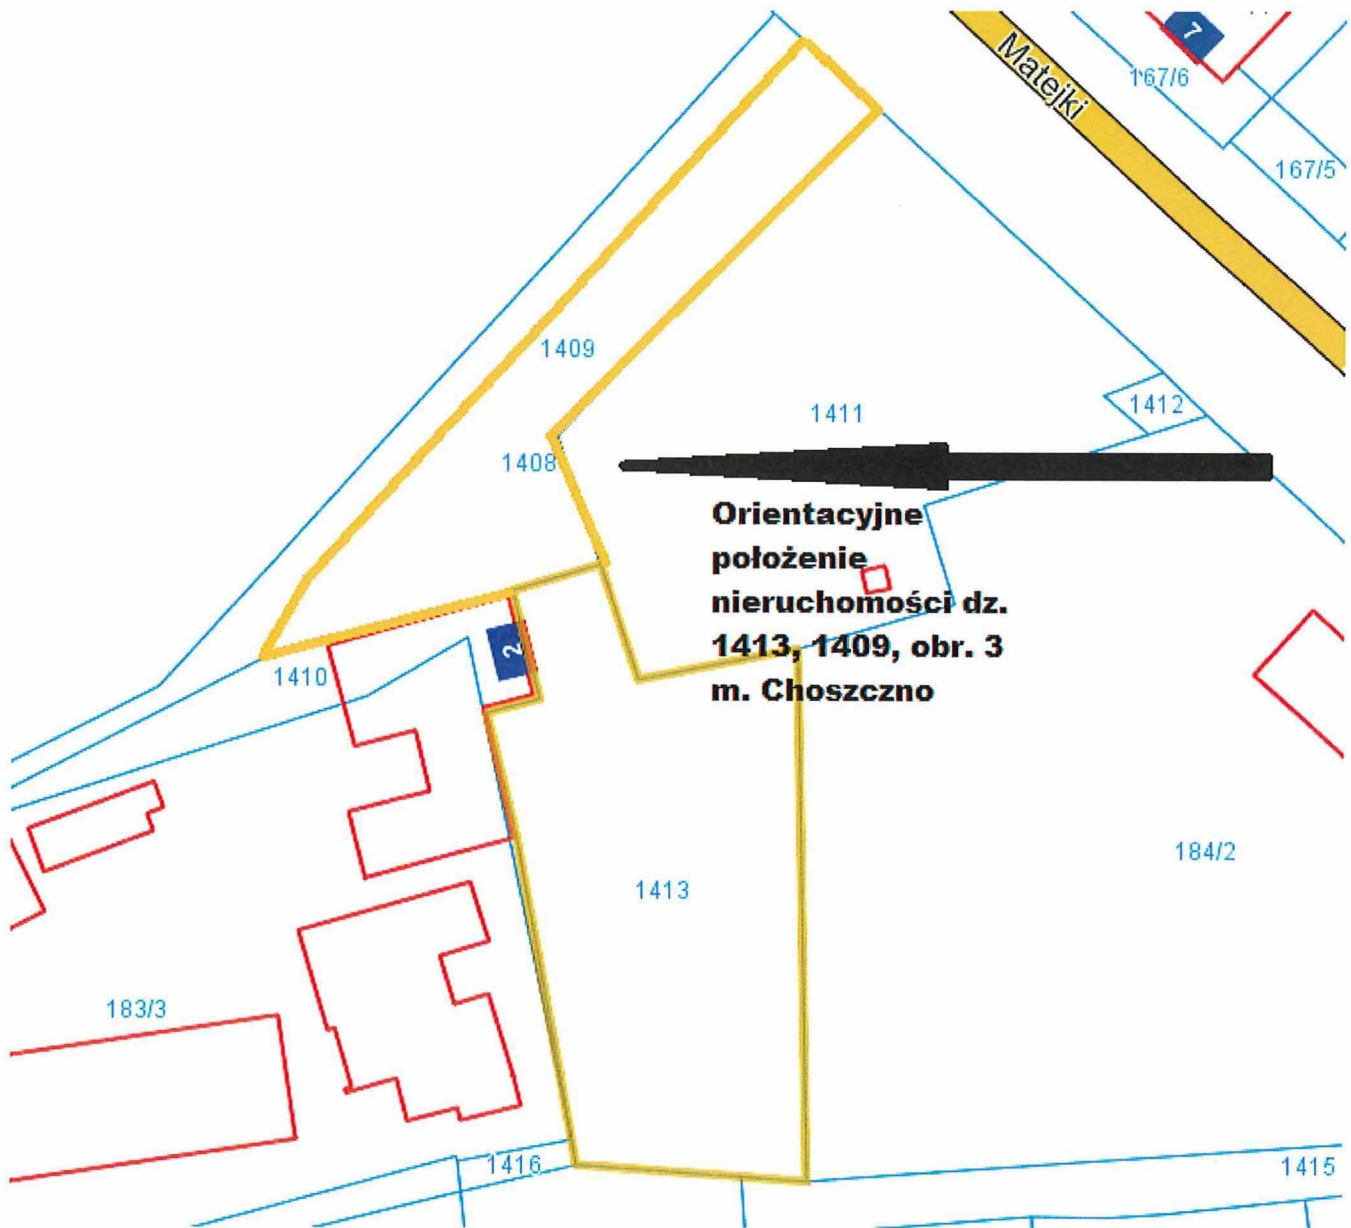 7
Matejki
167/6
167/5
1409
1411
1412
1408
Orientacyjne
położenie
nieruchomości dz.
1413, 1409, obr. 3
m. Choszczno
2
1410
184/2
1413
183/3
1416
1415